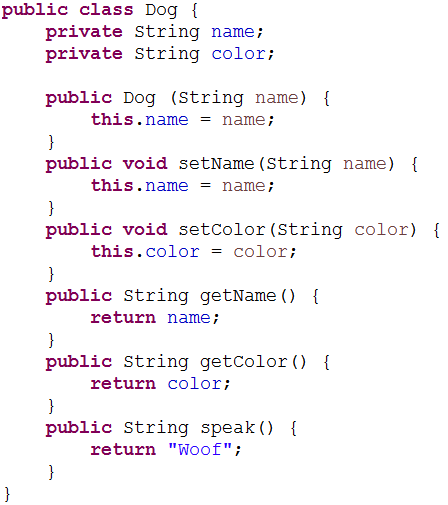 public class Dog {
    private String name;
    private String color;

    public Dog (String name) {
        this.name = name;
    }
    public void setName(String name) {
        this.name = name;
    }
    public void setColor(String color) {
        this.color = color;
    }
    public String getName() {
        return name;
    }
    public String getColor() {
        return color;
    }
    public String speak() {
        return "Woof";
    }
}